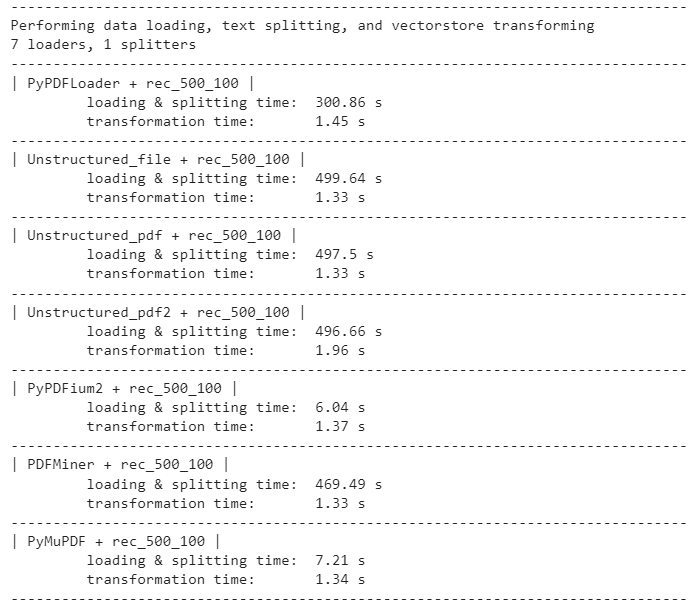 --------------------------------------------------------------------------------
Performing data loading, text splitting, and vectorstore transforming
7 loaders, 1 splitters
--------------------------------------------------------------------------------
| PyPDFLoader + rec_500_100 |
         loading & splitting time:  300.86 s
         transformation time:       1.45 s
--------------------------------------------------------------------------------
| Unstructured_file + rec_500_100 |
         loading & splitting time:  499.64 s
         transformation time:       1.33 s
--------------------------------------------------------------------------------
| Unstructured_pdf + rec_500_100 |
         loading & splitting time:  497.5 s
         transformation time:       1.33 s
--------------------------------------------------------------------------------
| Unstructured_pdf2 + rec_500_100 |
         loading & splitting time:  496.66 s
         transformation time:       1.96 s
--------------------------------------------------------------------------------
| PyPDFium2 + rec_500_100 |
         loading & splitting time:  6.04 s
         transformation time:       1.37 s
--------------------------------------------------------------------------------
| PDFMiner + rec_500_100 |
         loading & splitting time:  469.49 s
         transformation time:       1.33 s
--------------------------------------------------------------------------------
| PyMuPDF + rec_500_100 |
         loading & splitting time:  7.21 s
         transformation time:       1.34 s
--------------------------------------------------------------------------------